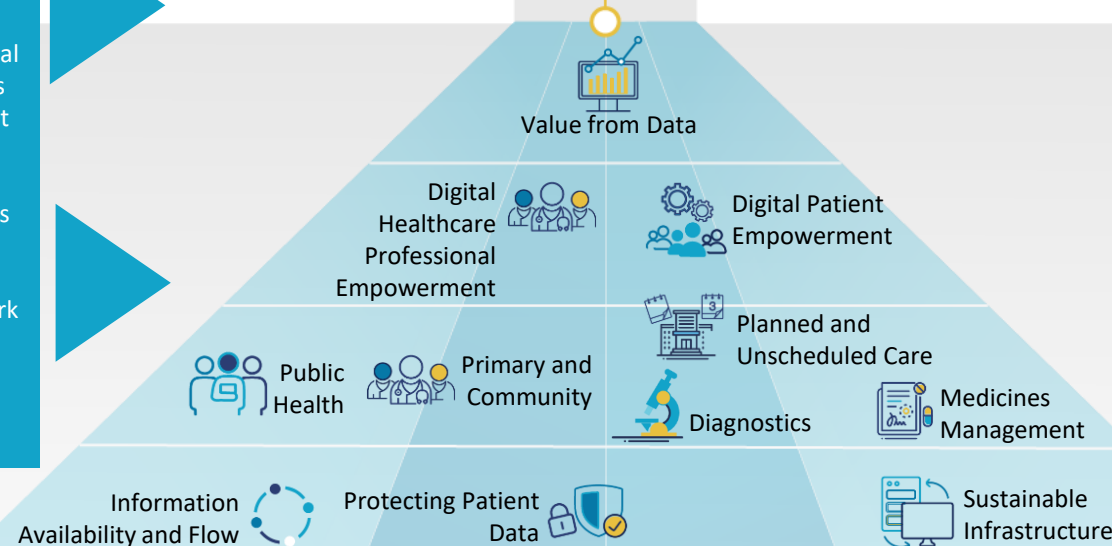 al
s
t
s
rk
Value from Data
Digital
Healthcare
Professional
Empowerment
Digital Patient
Empowerment
Planned and
Unscheduled Care
Public
Health
Primary and
Community
Diagnostics
Medicines
Management
Information
Availability and Flow
Protecting Patient
Data
Sustainable
Infrastructure
3